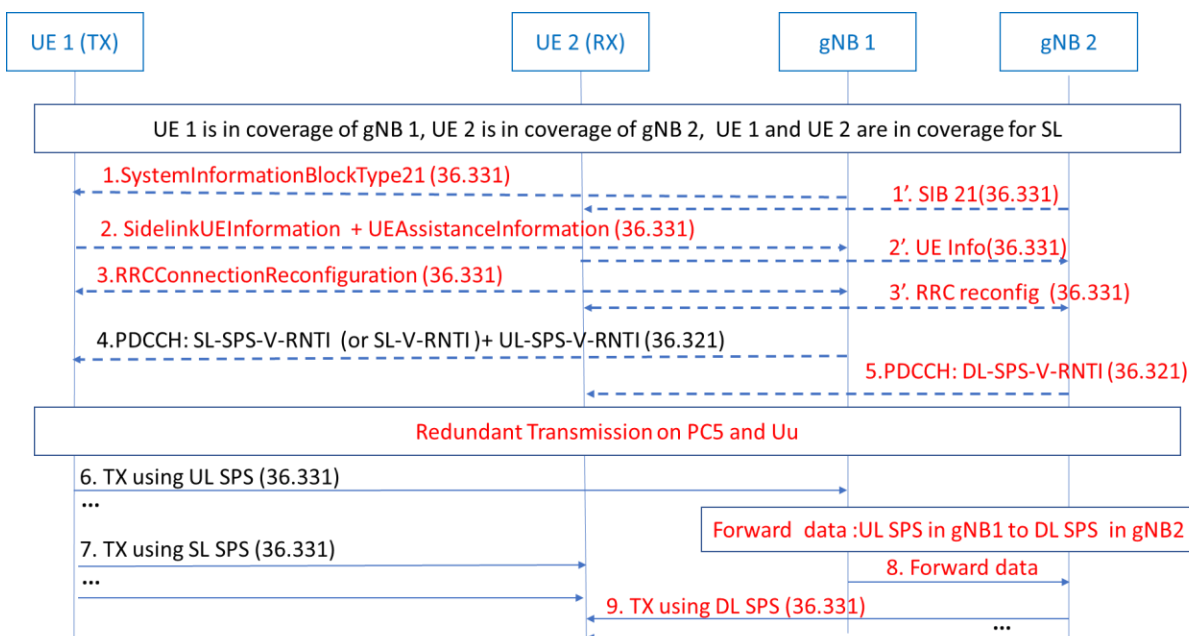 UE 1 (TX)
UE 2 (RX)
gNB 1
gNB 2
UE 1 is in coverage of gNB 1, UE 2 is in coverage of gNB 2, UE 1 and UE 2 are in coverage for SL
1.SystemInformationBlockType21 (36.331)
1'. SIB 21(36.331)
2. SidelinkUEInformation + UEAssistanceInformation (36.331)
2'. UE Info(36.331)
3.RRCConnectionReconfiguration (36.331)
3'. RRC reconfig (36.331)
4.PDCCH: SL-SPS-V-RNTI (or SL-V-RNTI )+ UL-SPS-V-RNTI (36.321)
5.PDCCH: DL-SPS-V-RNTI (36.321)
Redundant Transmission on PC5 and Uu
6. TX using UL SPS (36.331)
...
Forward data :UL SPS in gNB1 to DL SPS in gNB2
7. TX using SL SPS (36.331)
...
8. Forward data
9. TX using DL SPS (36.331)
...